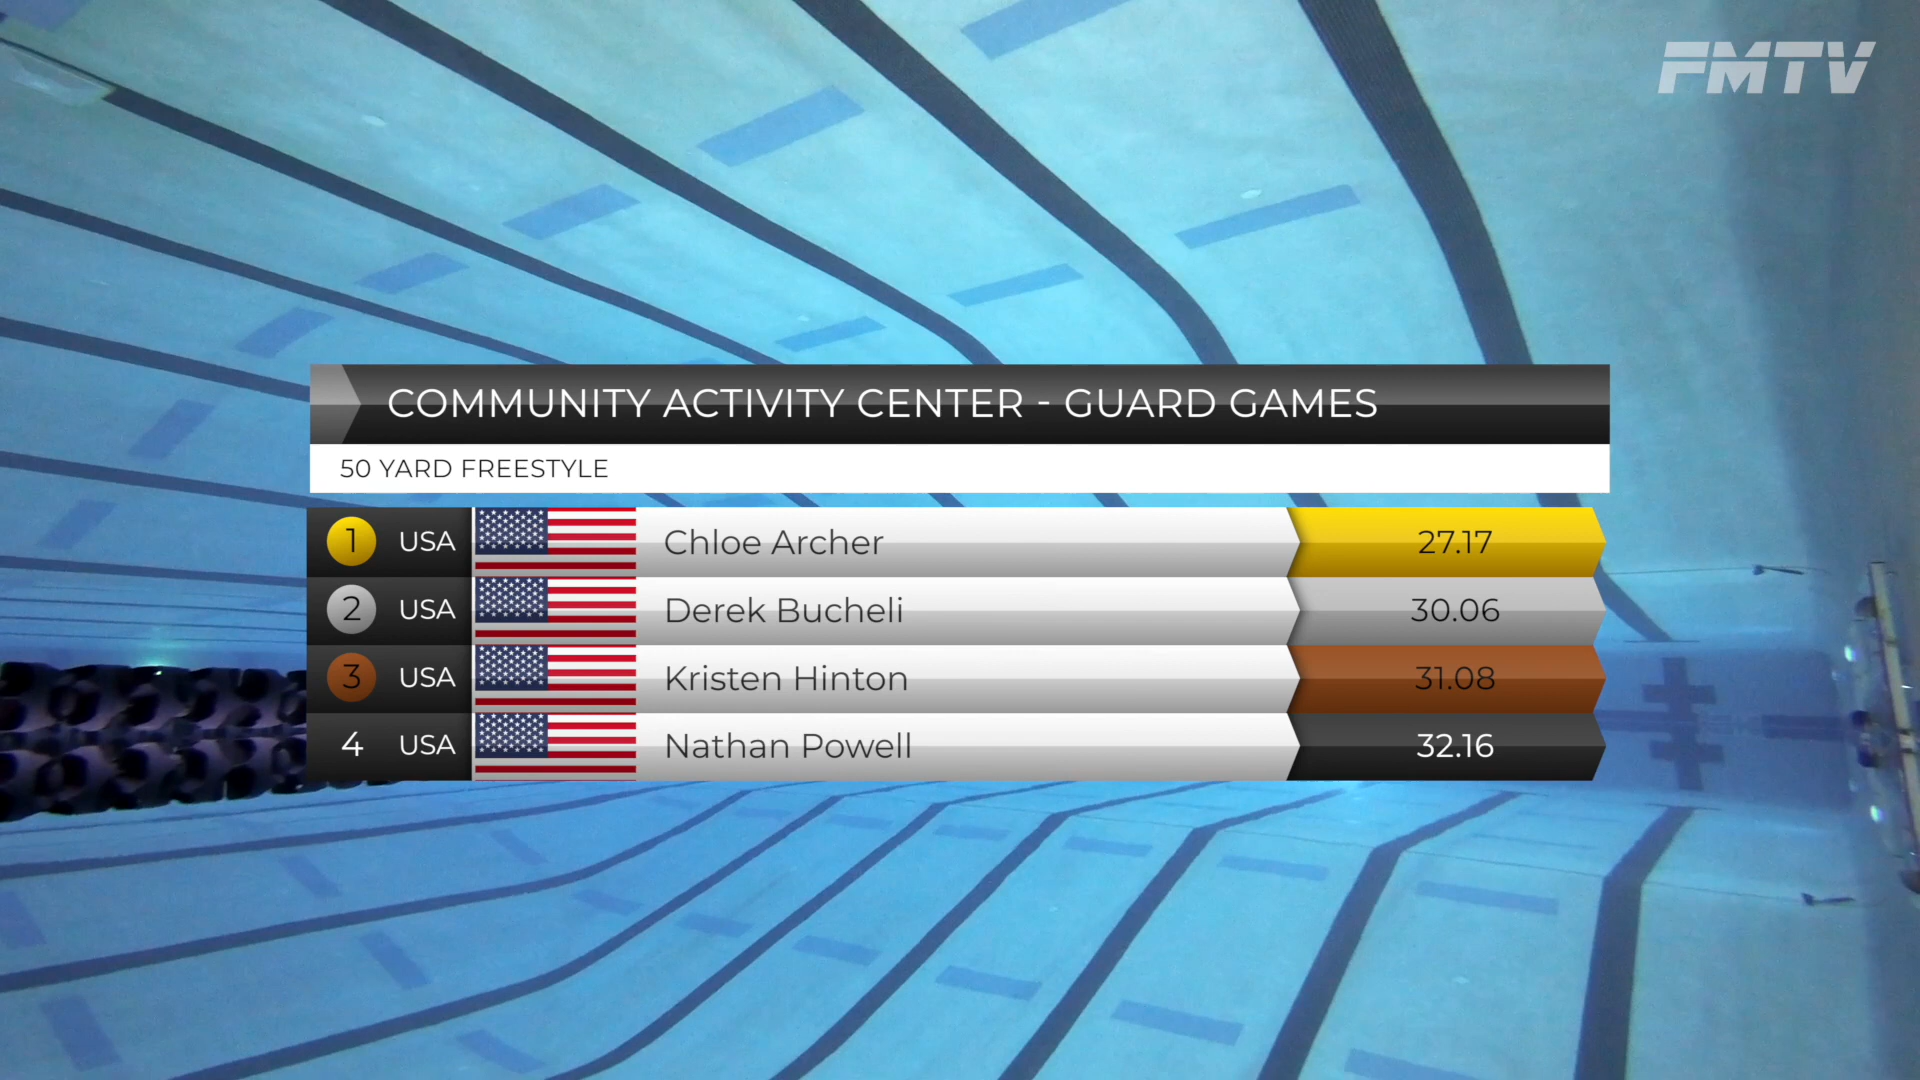 FMTV
COMMUNITY ACTIVITY CENTER - GUARD GAMES
50 YARD FREESTYLE
1 USA Chloe Archer 27.17
2 USA Derek Bucheli 30.06
3 USA Kristen Hinton 31.08
4 USA Nathan Powell 32.16